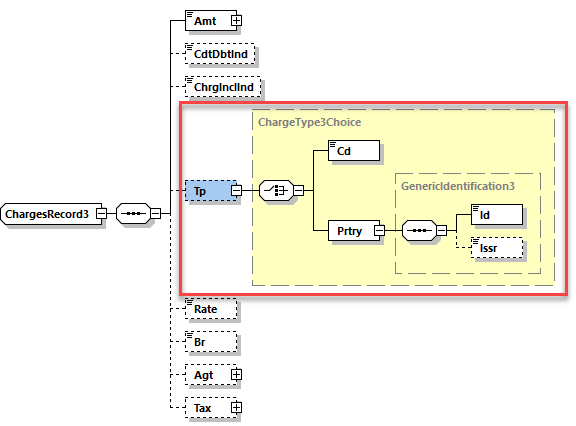 Amt
CdtDbtInd
ChrgInclInd
ChargeType3Choice
Cd
Tp
GenericIdentification3
Id
ChargesRecord3
Prtry
Issr
Rate
Br
Agt
Tax